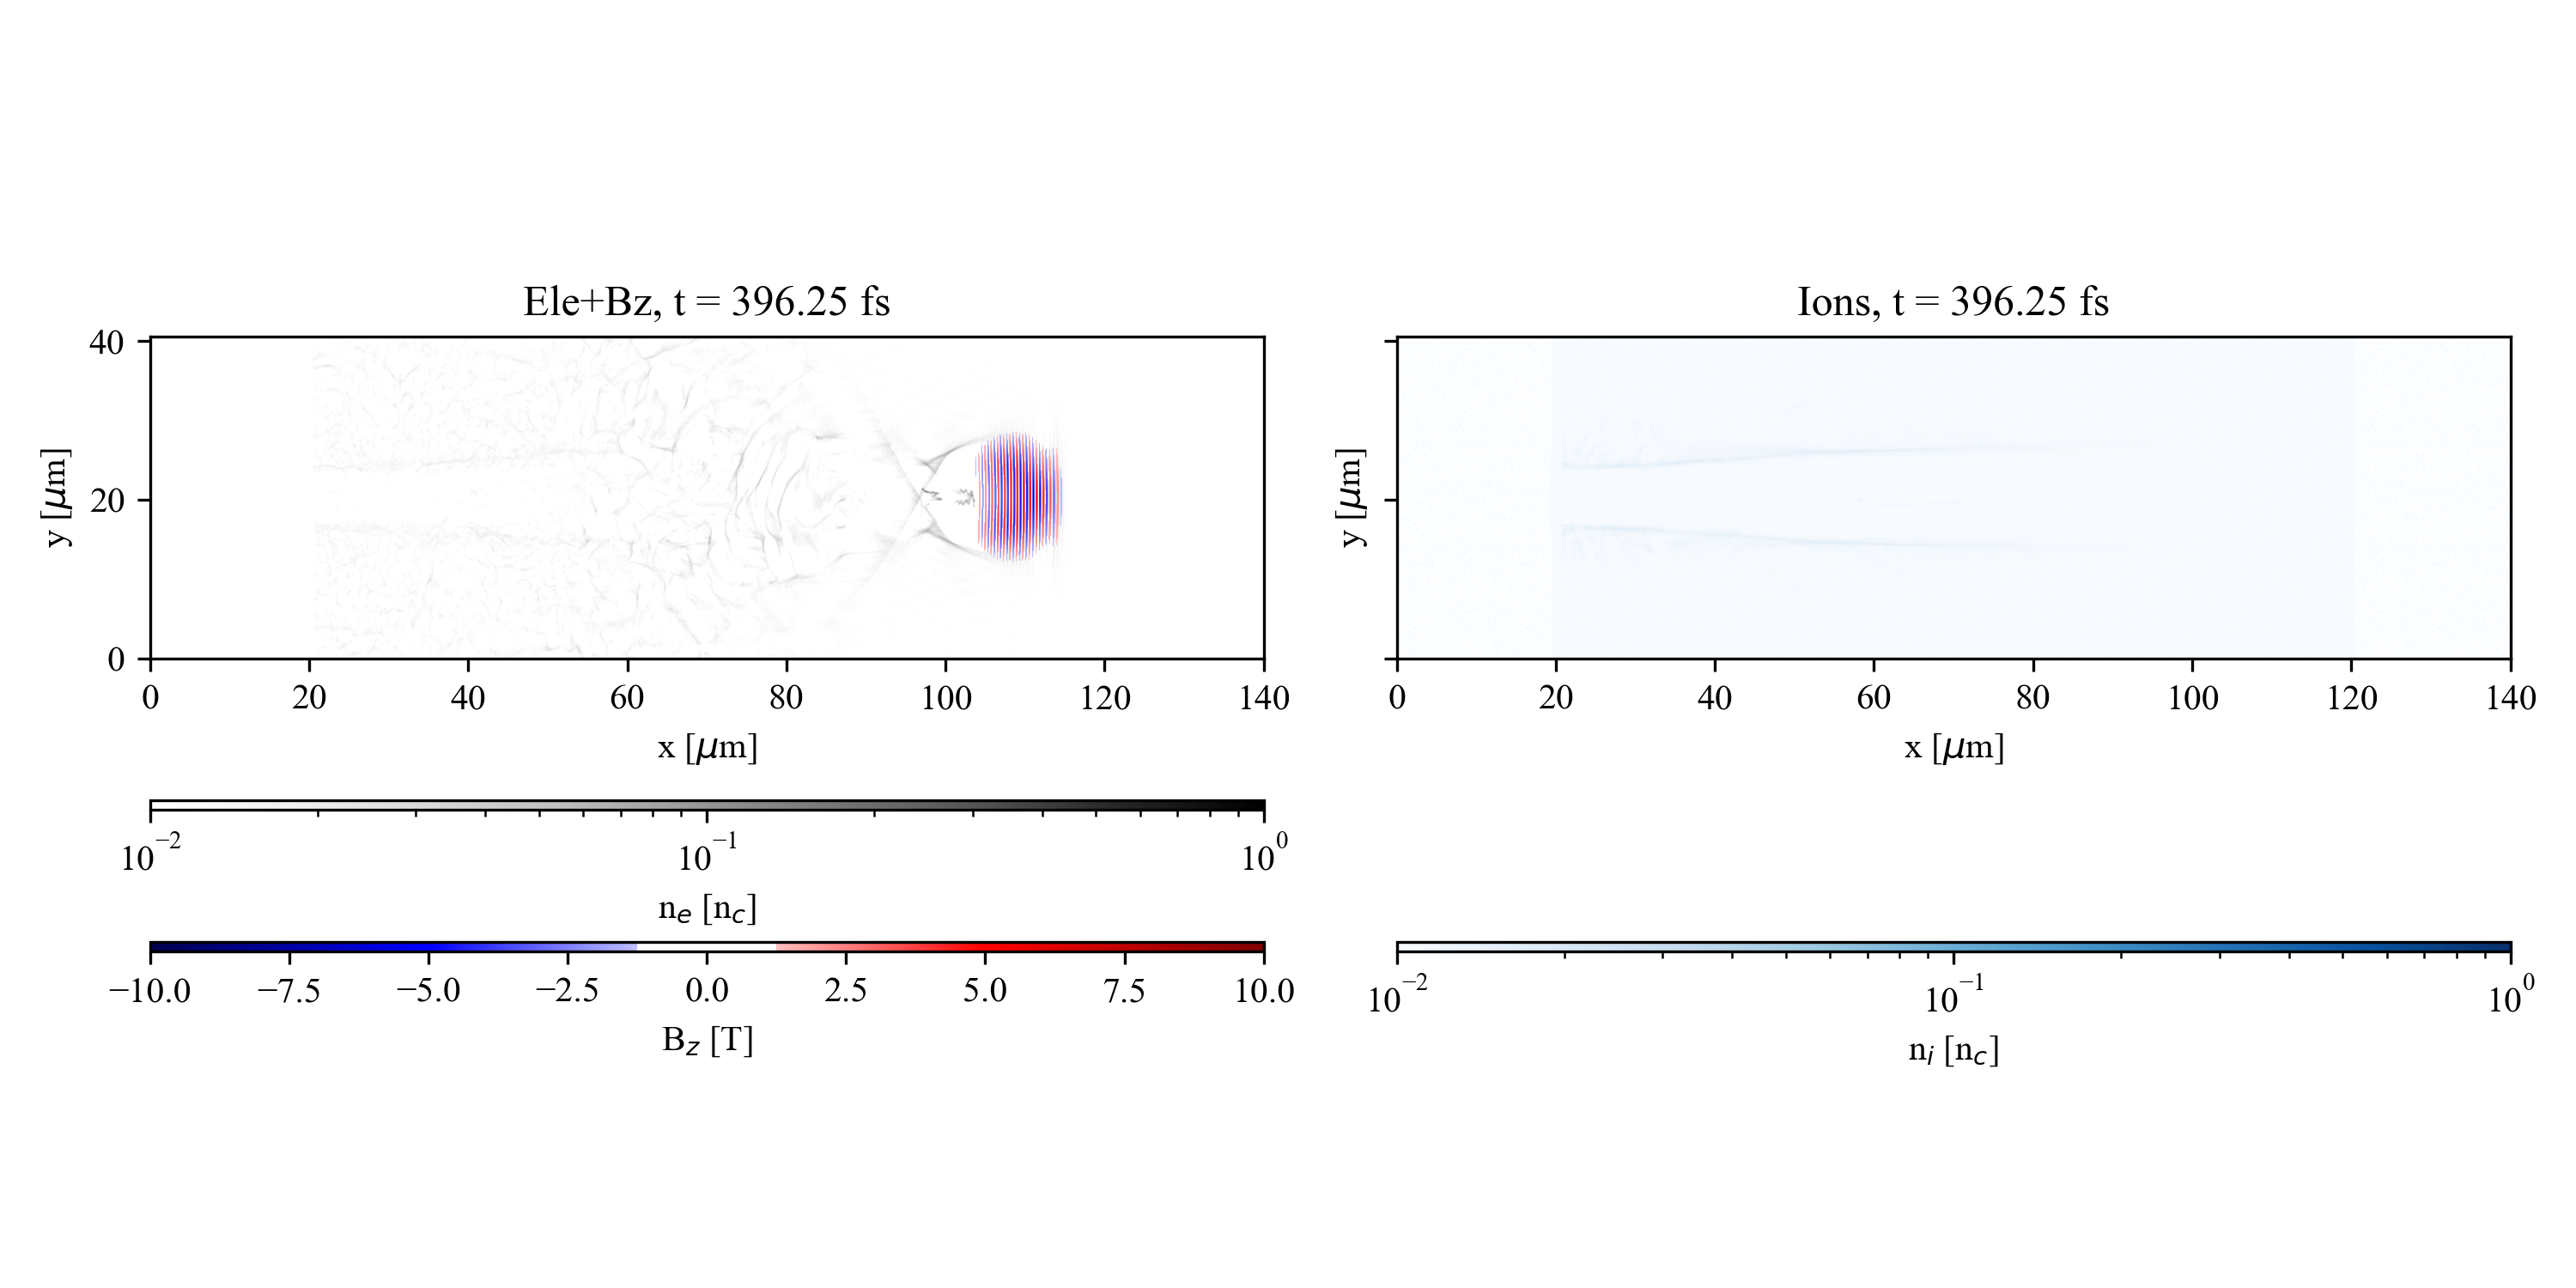 Ele+Bz, t = 396.25 fs
Ions, t = 396.25 fs
40
20
0
y [μm]
0 20 40 60 80 100 120 140
x [μm]
y [μm]
0 20 40 60 80 100 120 140
x [μm]
10⁻² 10⁻¹ 10⁰
nₑ [n_c]
−10.0 −7.5 −5.0 −2.5 0.0 2.5 5.0 7.5 10.0
B_z [T]
10⁻² 10⁻¹ 10⁰
nᵢ [n_c]